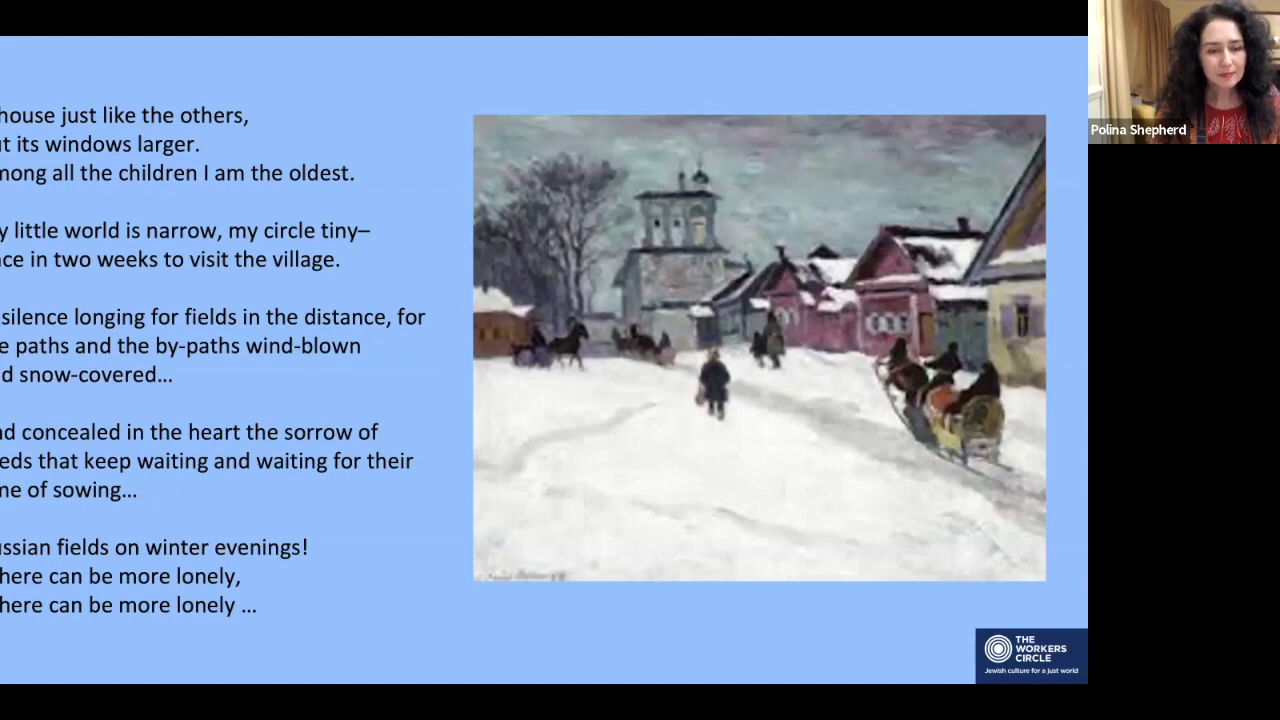 house just like the others,
t its windows larger.
mong all the children I am the oldest.
y little world is narrow, my circle tiny–
ce in two weeks to visit the village.
silence longing for fields in the distance, for
e paths and the by-paths wind-blown
d snow-covered...
d concealed in the heart the sorrow of
eds that keep waiting and waiting for their
me of sowing...
ussian fields on winter evenings!
here can be more lonely,
here can be more lonely ...
Polina Shepherd
THE
WORKERS
CIRCLE
Jewish culture for a just world